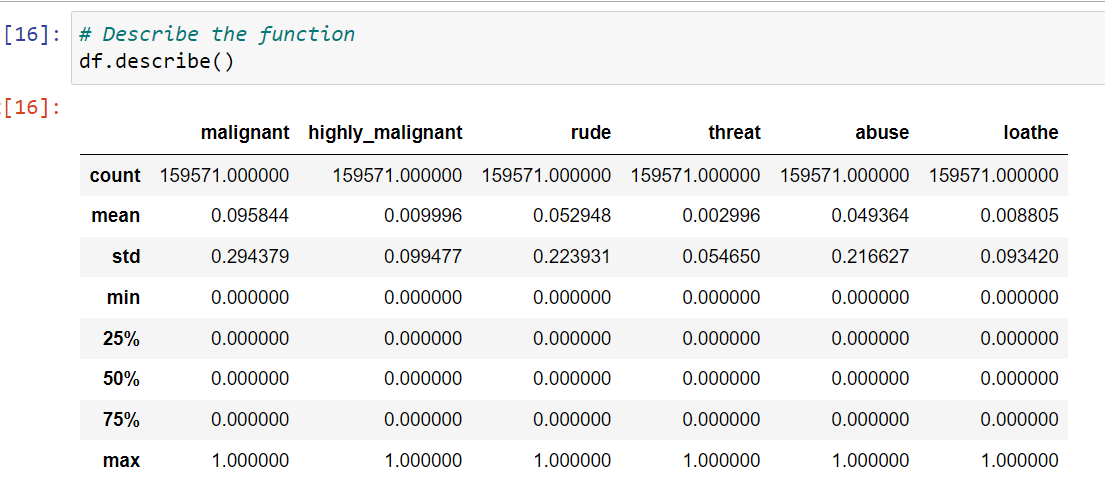 [16]: # Describe the function
df.describe()
[16]:
malignant highly_malignant rude threat abuse loathe
count 159571.000000 159571.000000 159571.000000 159571.000000 159571.000000 159571.000000
mean 0.095844 0.009996 0.052948 0.002996 0.049364 0.008805
std 0.294379 0.099477 0.223931 0.054650 0.216627 0.093420
min 0.000000 0.000000 0.000000 0.000000 0.000000 0.000000
25% 0.000000 0.000000 0.000000 0.000000 0.000000 0.000000
50% 0.000000 0.000000 0.000000 0.000000 0.000000 0.000000
75% 0.000000 0.000000 0.000000 0.000000 0.000000 0.000000
max 1.000000 1.000000 1.000000 1.000000 1.000000 1.000000